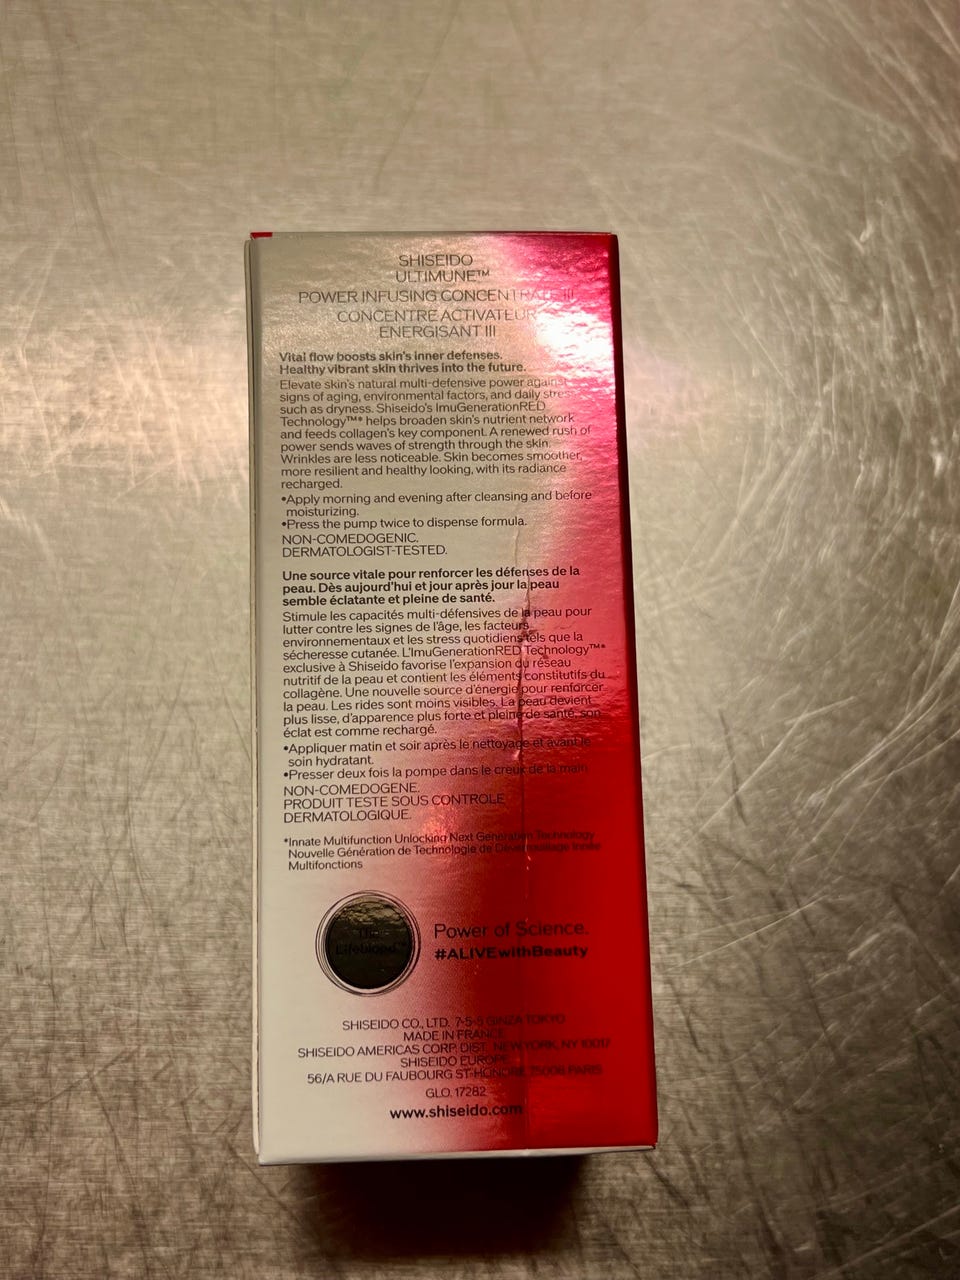 SHISEIDO
ULTIMUNE™
POWER INFUSING CONCENTRATE III
CONCENTRÉ ACTIVATEUR
ENERGISANT III
Vital flow boosts skin's inner defenses.
Healthy vibrant skin thrives into the future.
Elevate skin's natural multi-defensive power against
signs of aging, environmental factors, and daily stress
such as dryness. Shiseido's ImuGenerationRED
Technology™* helps broaden skin's nutrient network
and feeds collagen's key component. A renewed rush of
power sends waves of strength through the skin.
Wrinkles are less noticeable. Skin becomes smoother,
more resilient and healthy looking, with its radiance
recharged.
•Apply morning and evening after cleansing and before
moisturizing.
•Press the pump twice to dispense formula.
NON-COMEDOGENIC.
DERMATOLOGIST-TESTED.
Une source vitale pour renforcer les défenses de la
peau. Dès aujourd'hui et jour après jour la peau
semble éclatante et pleine de santé.
Stimule les capacités multi-défensives de la peau pour
lutter contre les signes de l'âge, les facteurs
environnementaux et les stress quotidiens tels que la
sécheresse cutanée. L'ImuGenerationRED Technology™*
exclusive à Shiseido favorise l'expansion du réseau
nutritif de la peau et contient les éléments constitutifs du
collagène. Une nouvelle source d'énergie pour renforcer
la peau. Les rides sont moins visibles. La peau devient
plus lisse, d'apparence plus forte et pleine de santé, son
éclat est comme rechargé.
•Appliquer matin et soir après le nettoyage et avant le
soin hydratant.
•Presser deux fois la pompe dans le creux de la main.
NON-COMEDOGENE.
PRODUIT TESTE SOUS CONTROLE
DERMATOLOGIQUE.
*Innate Multifunction Unlocking Next Generation Technology
Nouvelle Génération de Technologie de Déverrouillage Innée
Multifonctions
The
Lifeblood™
Power of Science.
#ALIVEwithBeauty
SHISEIDO CO., LTD. 7-5-5 GINZA TOKYO
MADE IN FRANCE
SHISEIDO AMERICAS CORP. DIST. NEW YORK, NY 10017
SHISEIDO EUROPE
56/A RUE DU FAUBOURG ST-HONORE 75008 PARIS
GLO. 17282
www.shiseido.com